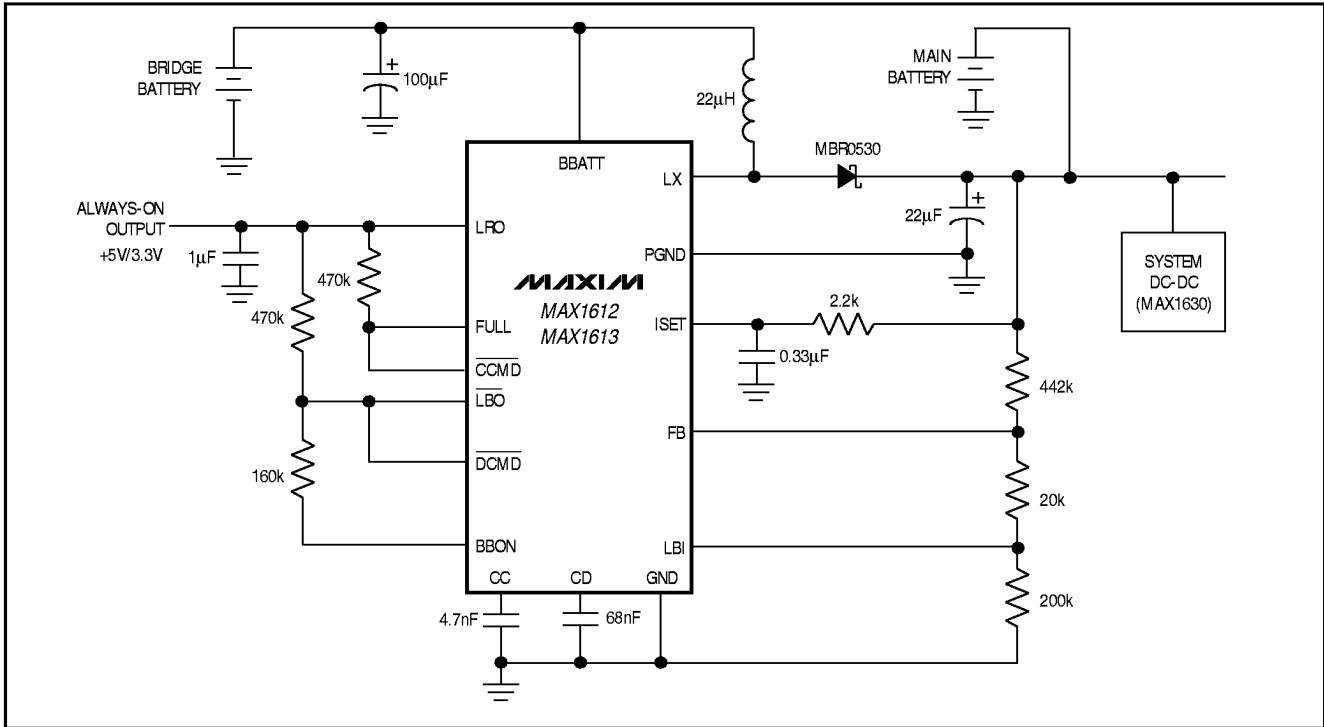 BRIDGE
BATTERY
+
100μF
22μH
MAIN
BATTERY
MBR0530
BBATT
LX
ALWAYS-ON
OUTPUT
+5V/3.3V
1μF
LRO
470k
470k
+
22μF
PGND
SYSTEM
DC-DC
(MAX1630)
MAXIM
MAX1612
MAX1613
2.2k
ISET
0.33μF
FULL
CCMD
LBO
442k
FB
160k
DCMD
20k
BBON
LBI
CC
CD
GND
4.7nF
68nF
200k